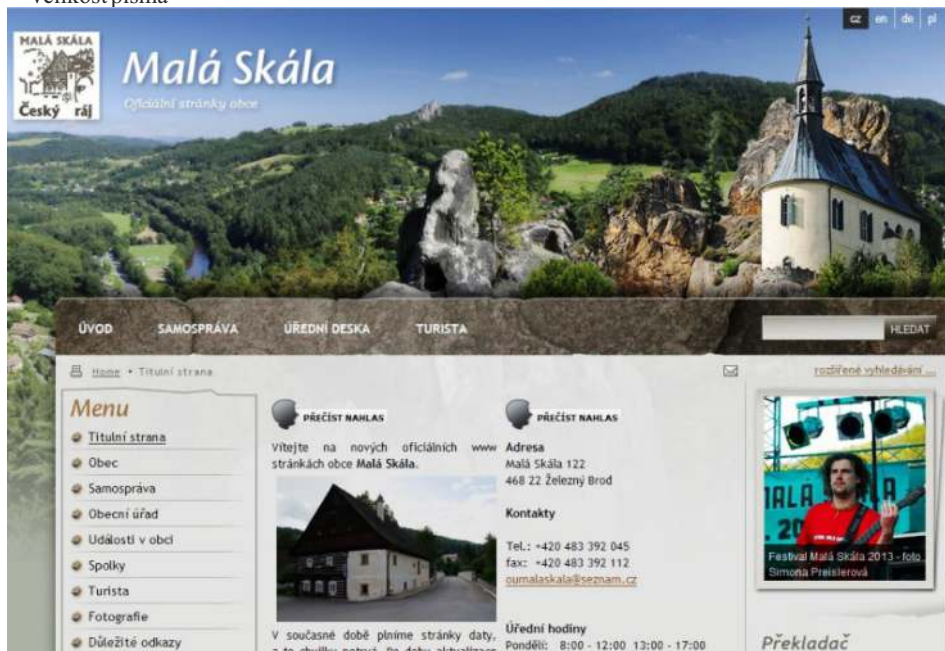 velikost písma
cz en de pl
MALÁ SKÁLA
Český ráj
Malá Skála
Oficiální stránky obce
ÚVOD SAMOSPRÁVA ÚŘEDNÍ DESKA TURISTA HLEDAT
Home • Titulní strana rozšířené vyhledávání ...
Menu
Titulní strana
Obec
Samospráva
Obecní úřad
Události v obci
Spolky
Turista
Fotografie
Důležité odkazy
PŘEČÍST NAHLAS
Vítejte na nových oficiálních www
stránkách obce Malá Skála.
V současné době plníme stránky daty,
PŘEČÍST NAHLAS
Adresa
Malá Skála 122
468 22 Železný Brod
Kontakty
Tel.: +420 483 392 045
fax: +420 483 392 112
oumalaskala@seznam.cz
Úřední hodiny
Pondělí: 8:00 - 12:00 13:00 - 17:00
MALÁ SKÁLA
Festival Malá Skála 2013 - foto
Simona Preislerová
Překladač